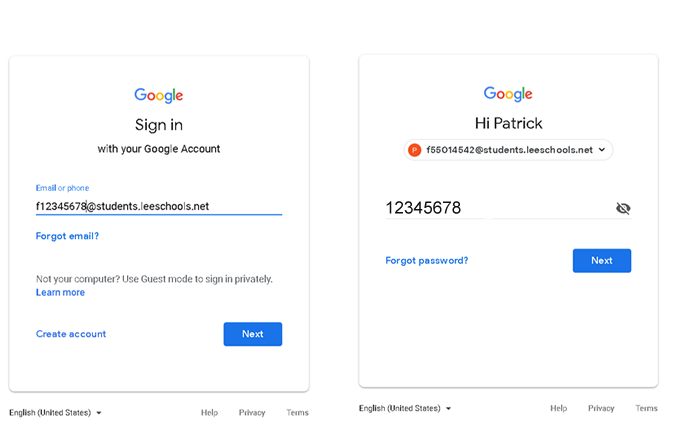 Google
Sign in
with your Google Account
Email or phone
f12345678@students.leeschools.net
Forgot email?
Not your computer? Use Guest mode to sign in privately.
Learn more
Create account
Next
English (United States)
Help
Privacy
Terms
Google
Hi Patrick
P
f55014542@students.leeschools.net
12345678
Forgot password?
Next
English (United States)
Help
Privacy
Terms